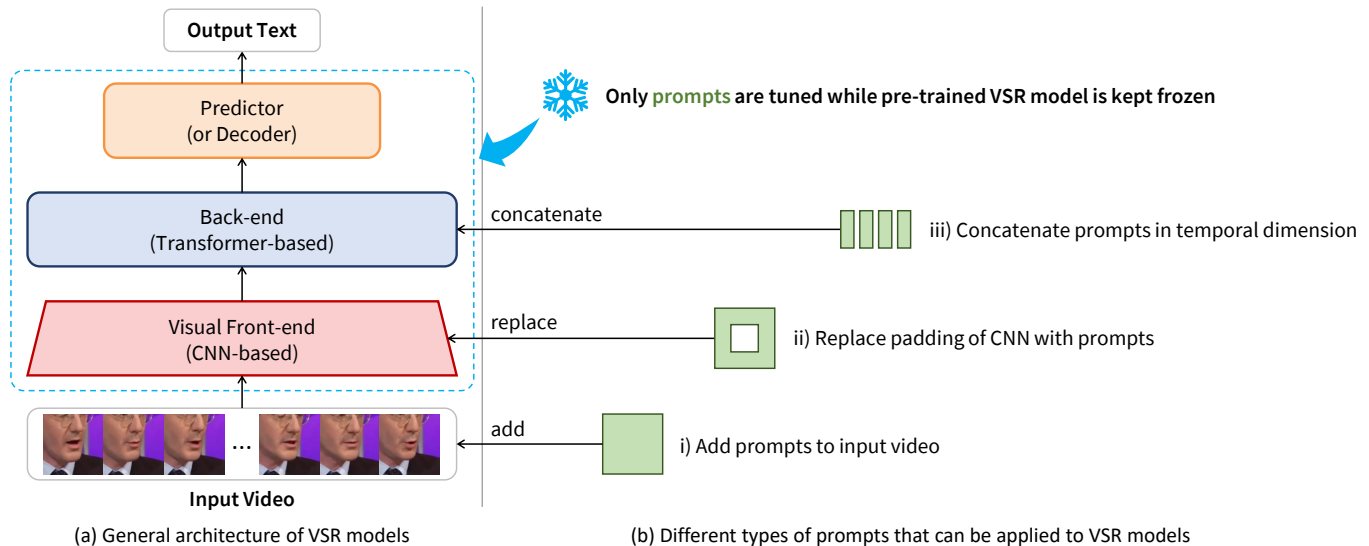 Output Text
Predictor
(or Decoder)
Back-end
(Transformer-based)
Visual Front-end
(CNN-based)
...
Input Video
(a) General architecture of VSR models
Only prompts are tuned while pre-trained VSR model is kept frozen
concatenate
iii) Concatenate prompts in temporal dimension
replace
ii) Replace padding of CNN with prompts
add
i) Add prompts to input video
(b) Different types of prompts that can be applied to VSR models